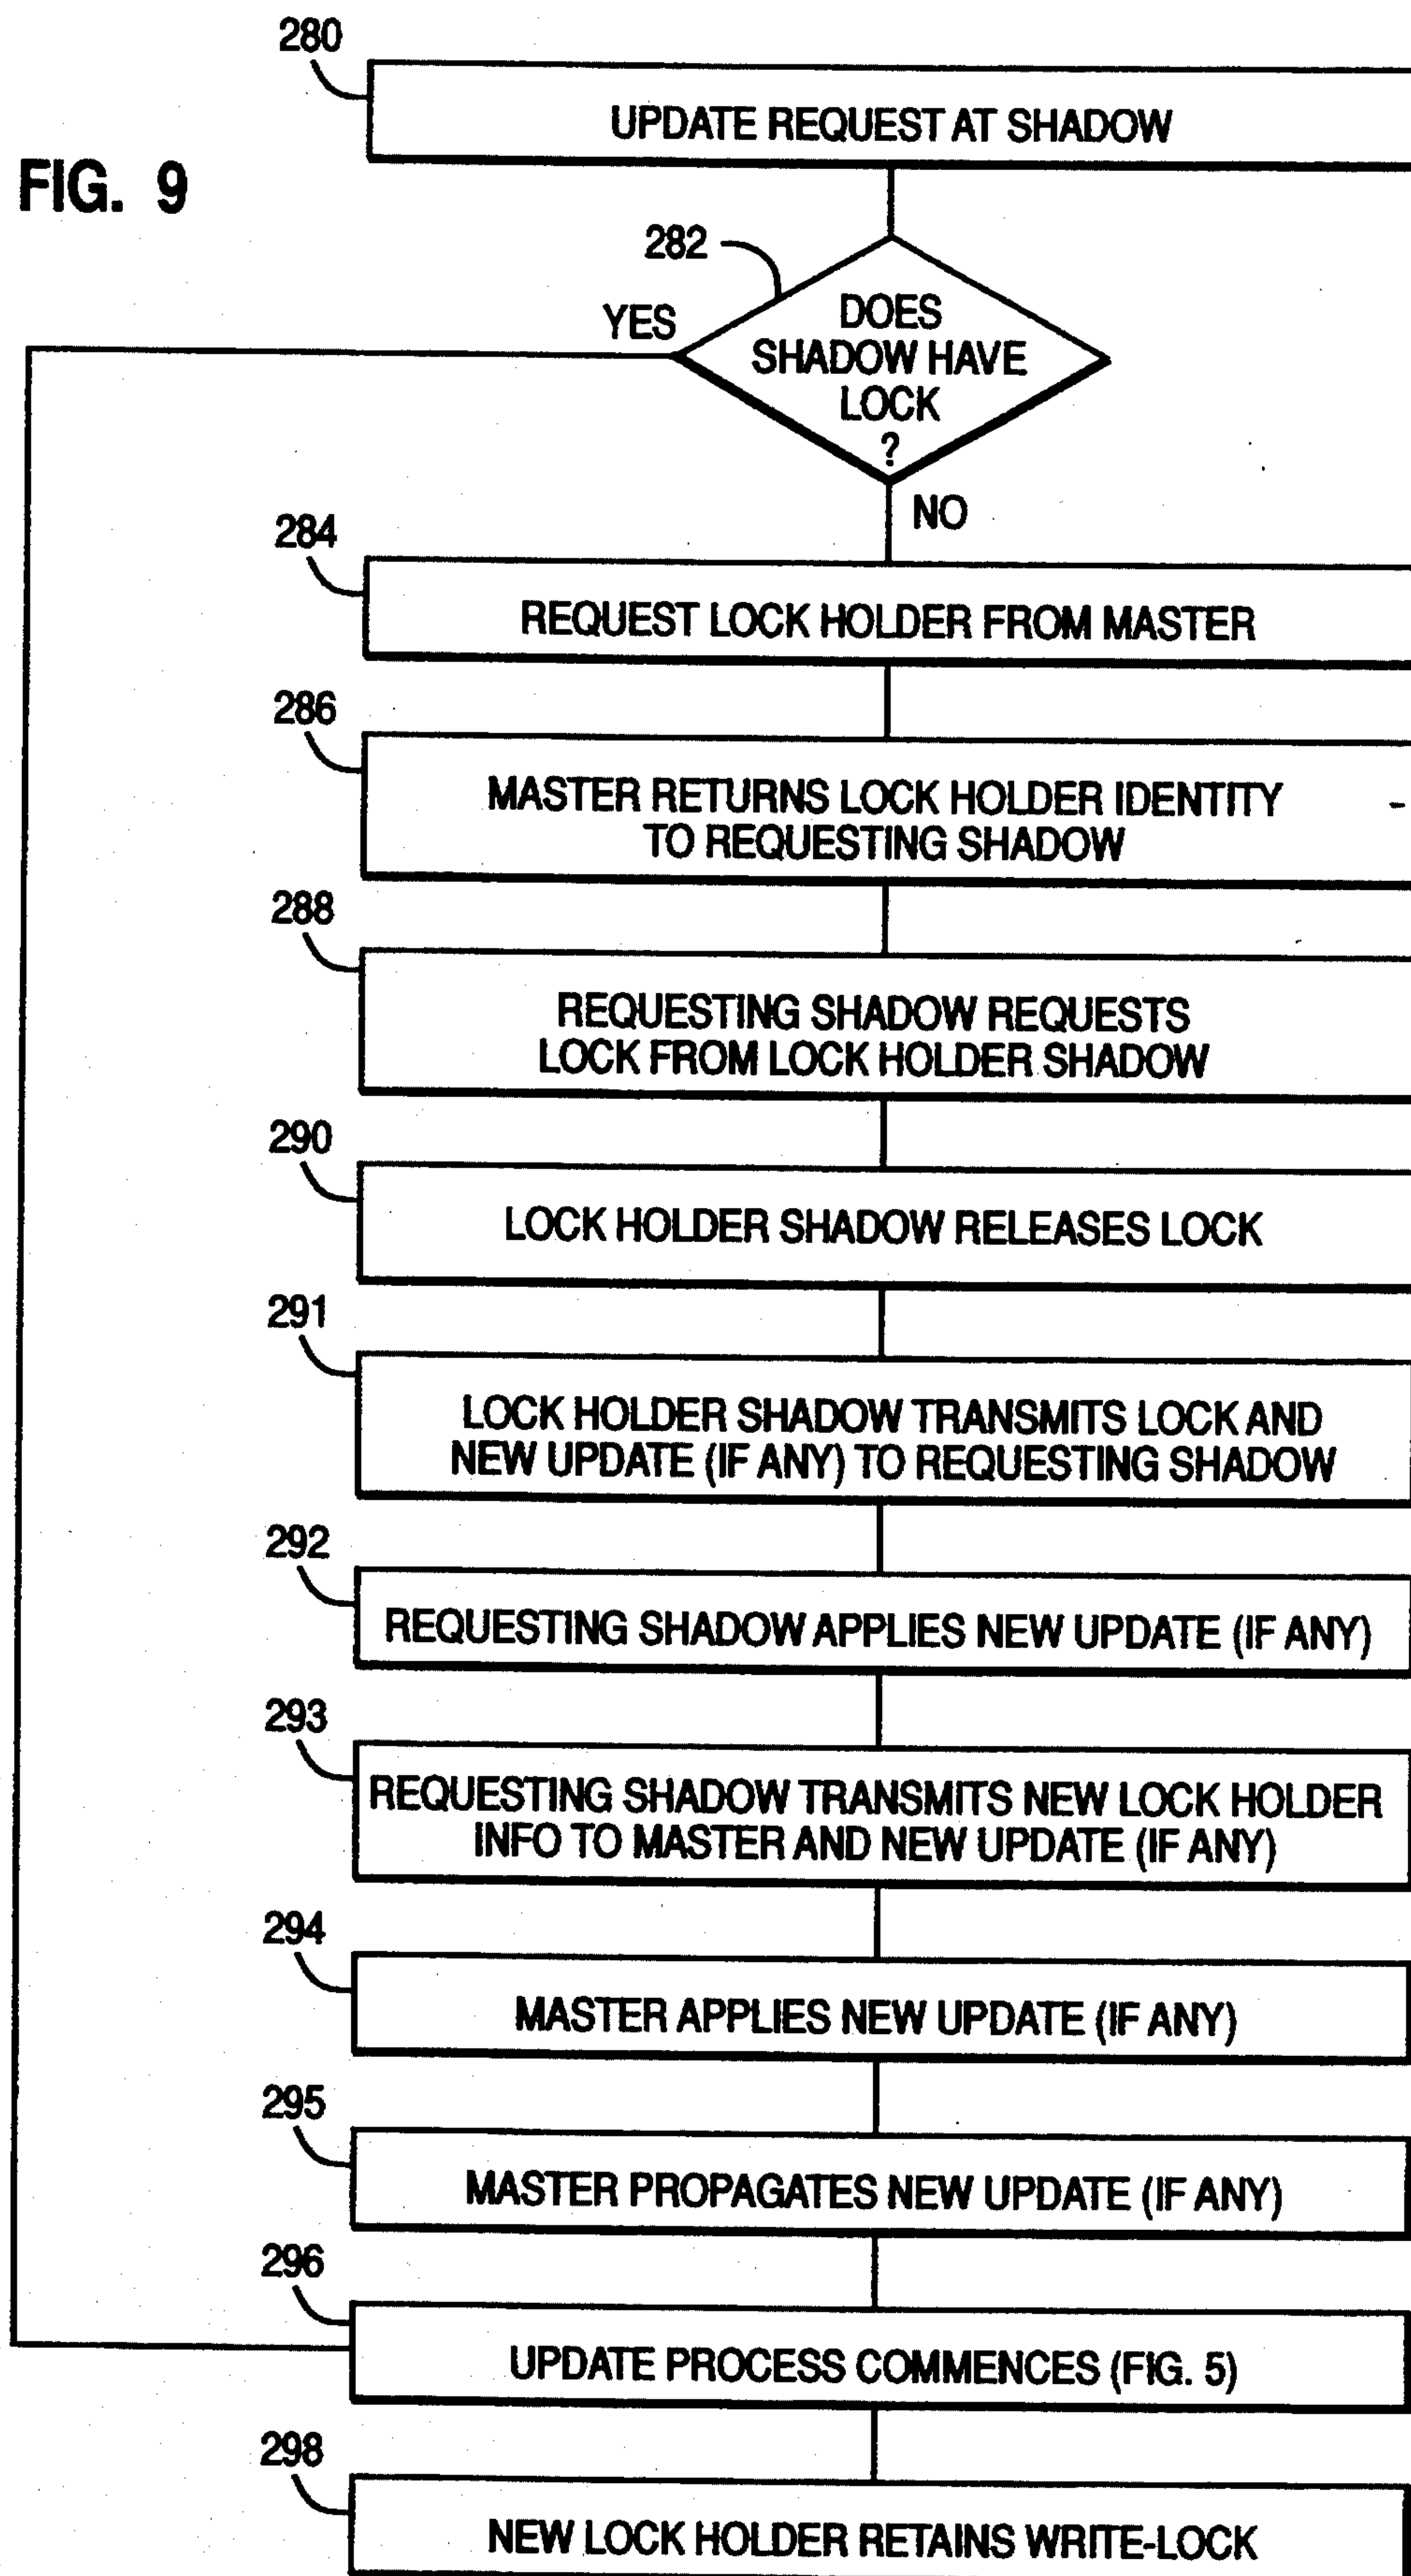 280
UPDATE REQUEST AT SHADOW
FIG. 9
282
YES
DOES
SHADOW HAVE
LOCK
?
NO
284
REQUEST LOCK HOLDER FROM MASTER
286
MASTER RETURNS LOCK HOLDER IDENTITY
TO REQUESTING SHADOW
288
REQUESTING SHADOW REQUESTS
LOCK FROM LOCK HOLDER SHADOW
290
LOCK HOLDER SHADOW RELEASES LOCK
291
LOCK HOLDER SHADOW TRANSMITS LOCK AND
NEW UPDATE (IF ANY) TO REQUESTING SHADOW
292
REQUESTING SHADOW APPLIES NEW UPDATE (IF ANY)
293
REQUESTING SHADOW TRANSMITS NEW LOCK HOLDER
INFO TO MASTER AND NEW UPDATE (IF ANY)
294
MASTER APPLIES NEW UPDATE (IF ANY)
295
MASTER PROPAGATES NEW UPDATE (IF ANY)
296
UPDATE PROCESS COMMENCES (FIG. 5)
298
NEW LOCK HOLDER RETAINS WRITE-LOCK